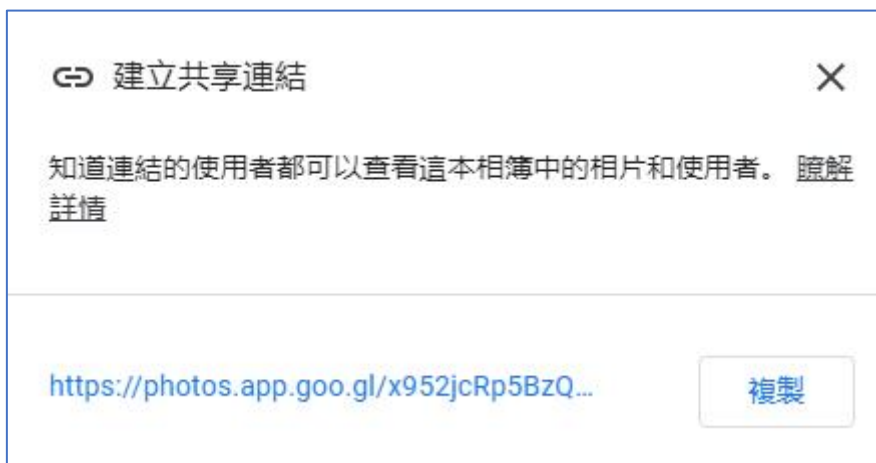 建立共享連結
知道連結的使用者都可以查看這本相簿中的相片和使用者。 瞭解
詳情
https://photos.app.goo.gl/x952jcRp5BzQ...
複製